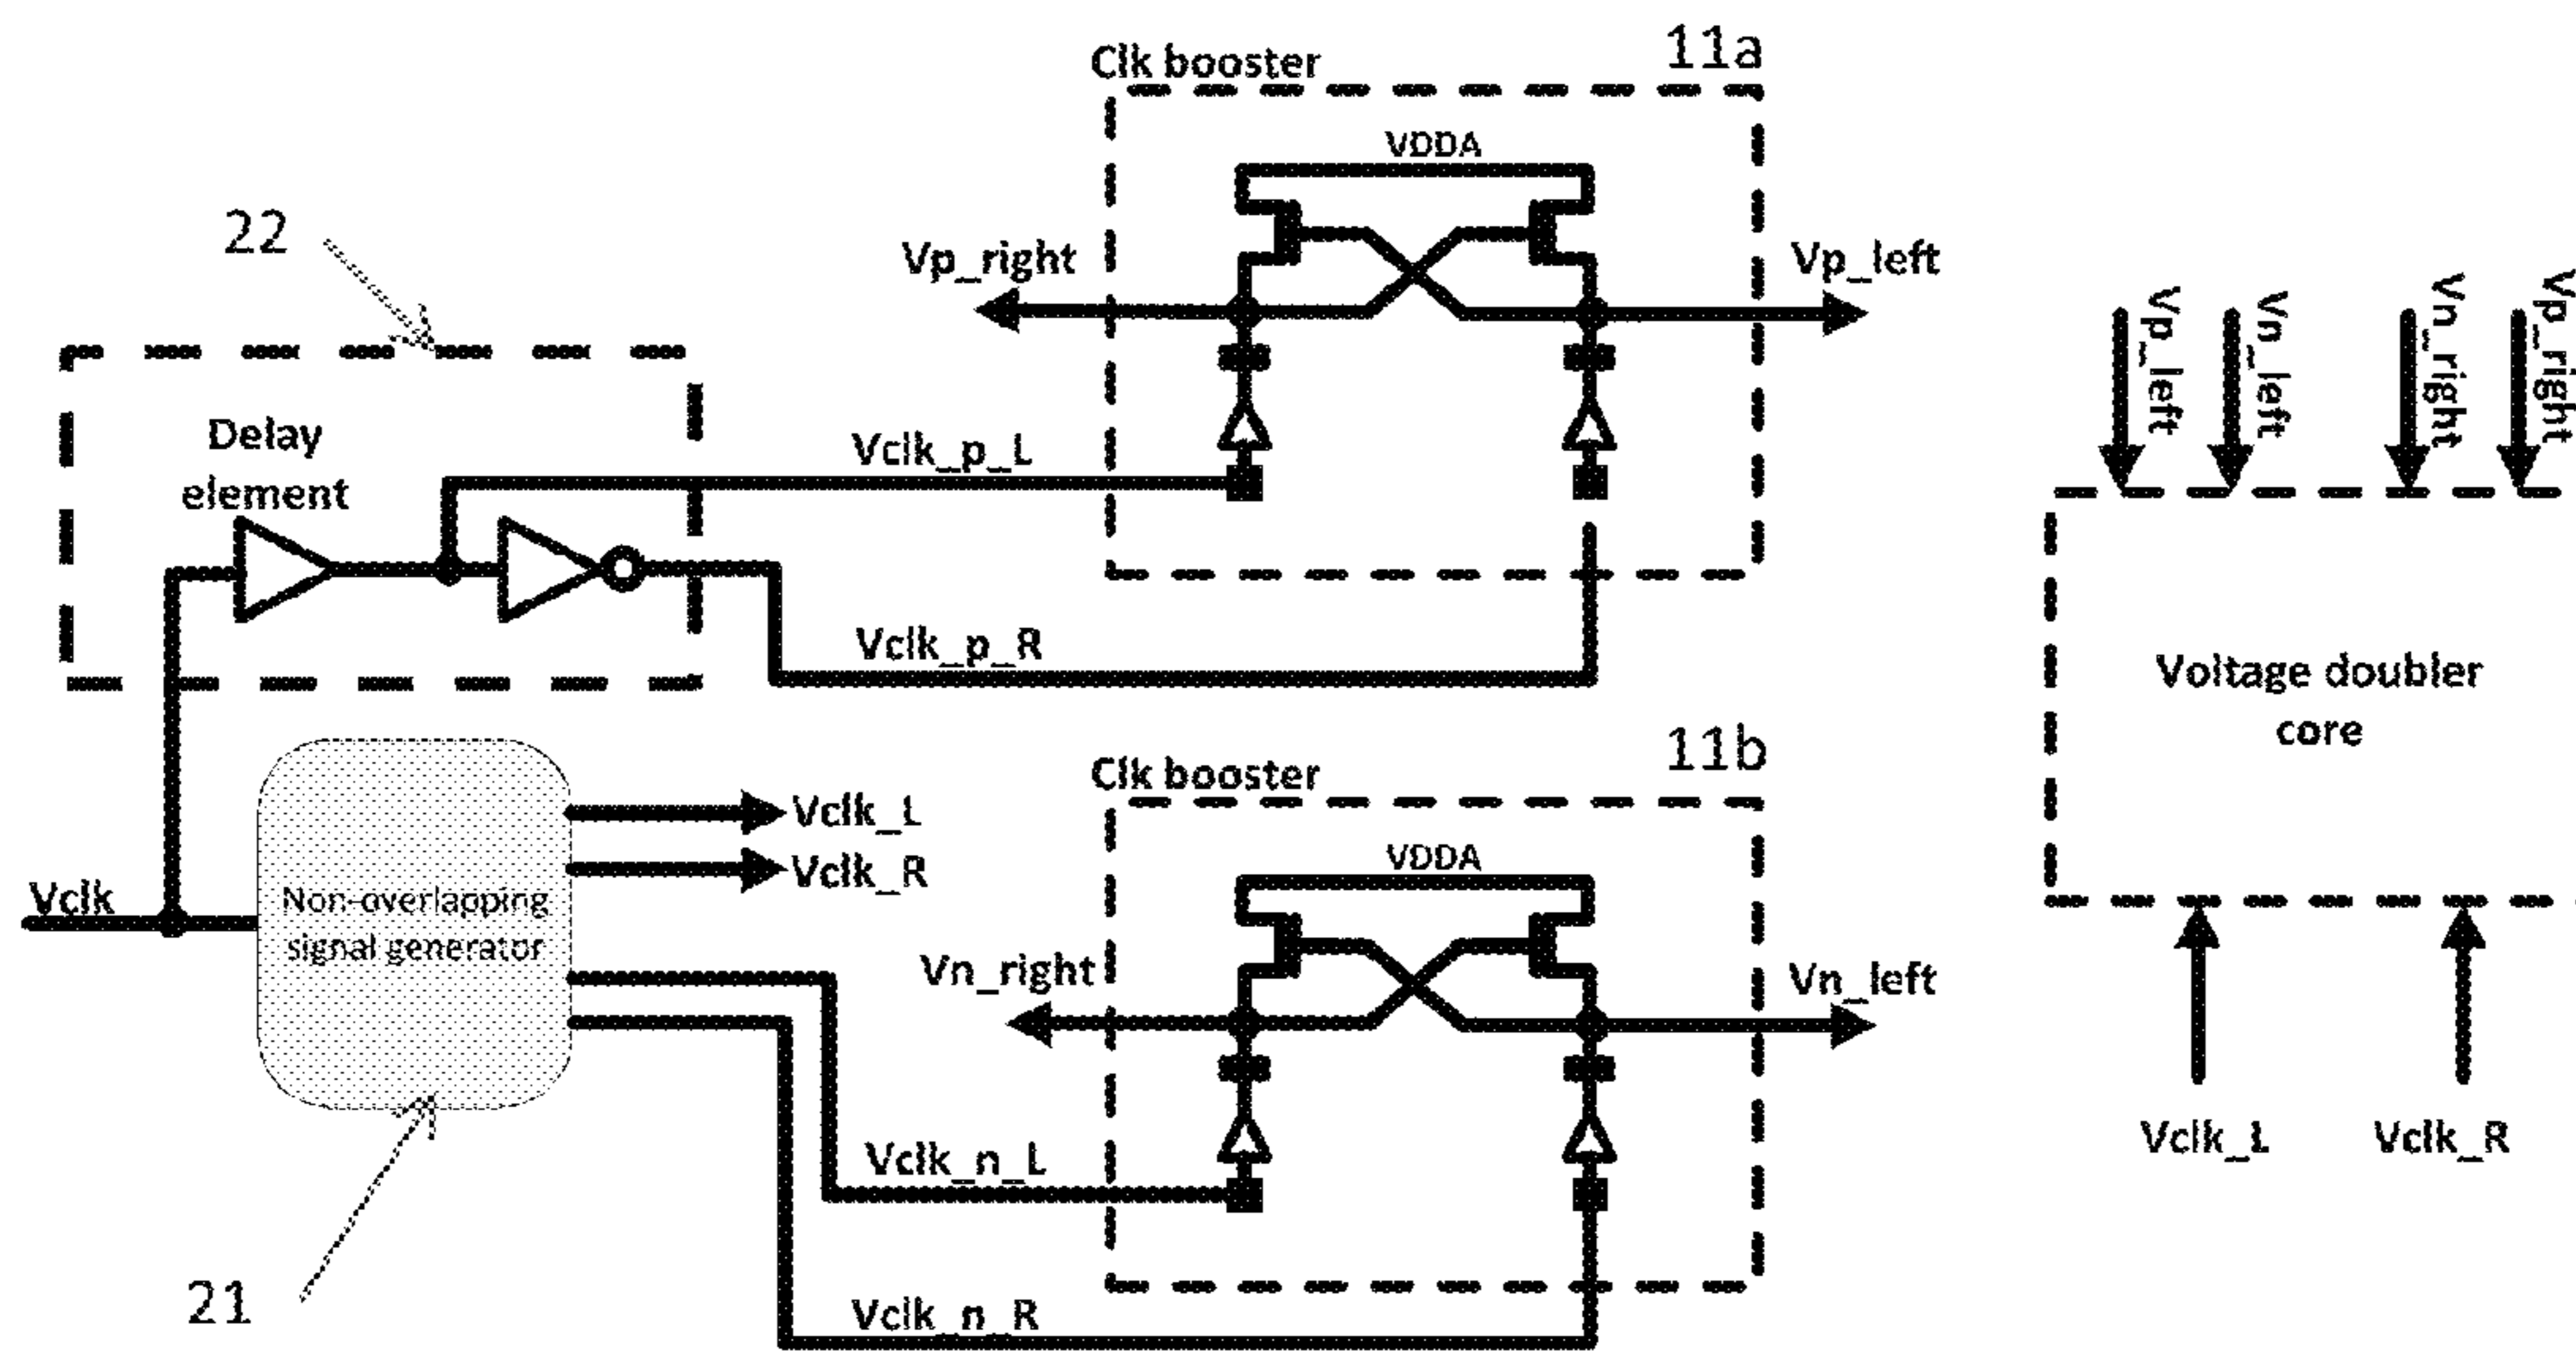 Clk booster
11a
VDDA
22
Vp_right
Vp_left
Vp_left
Vn_left
Vn_right
Vp_right
Delay
element
Vclk_p_L
Vclk_p_R
Voltage doubler
core
Clk booster
11b
Vclk_L
Vclk_R
VDDA
Vclk
Non-overlapping
signal generator
Vn_right
Vn_left
Vclk_L
Vclk_R
Vclk_n_L
21
Vclk_n_R